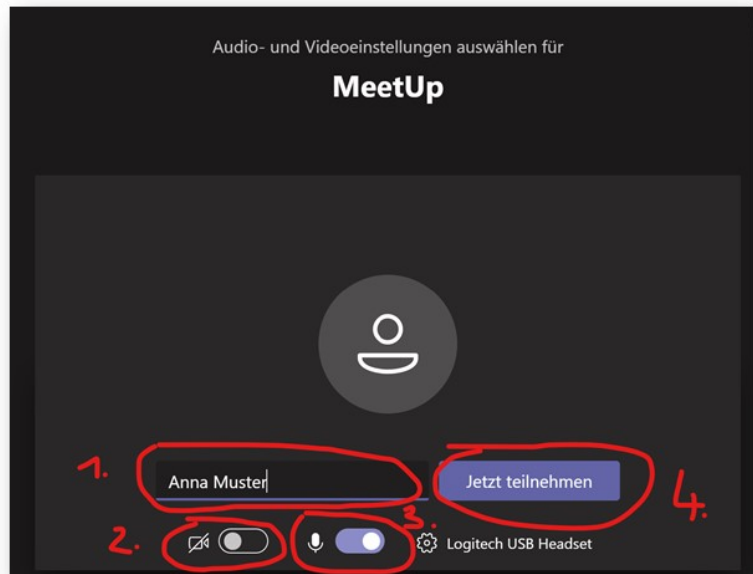 Audio- und Videoeinstellungen auswählen für
MeetUp
1.
Anna Muster
Jetzt teilnehmen
4.
2.
3.
Logitech USB Headset